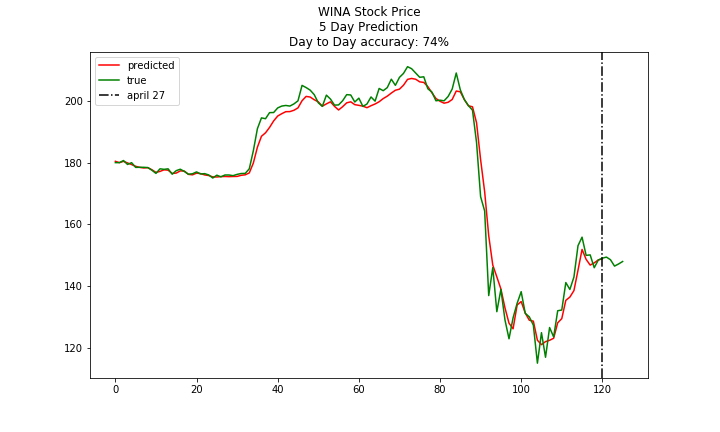 WINA Stock Price
5 Day Prediction
Day to Day accuracy: 74%
predicted
true
april 27
200
180
160
140
120
0 20 40 60 80 100 120